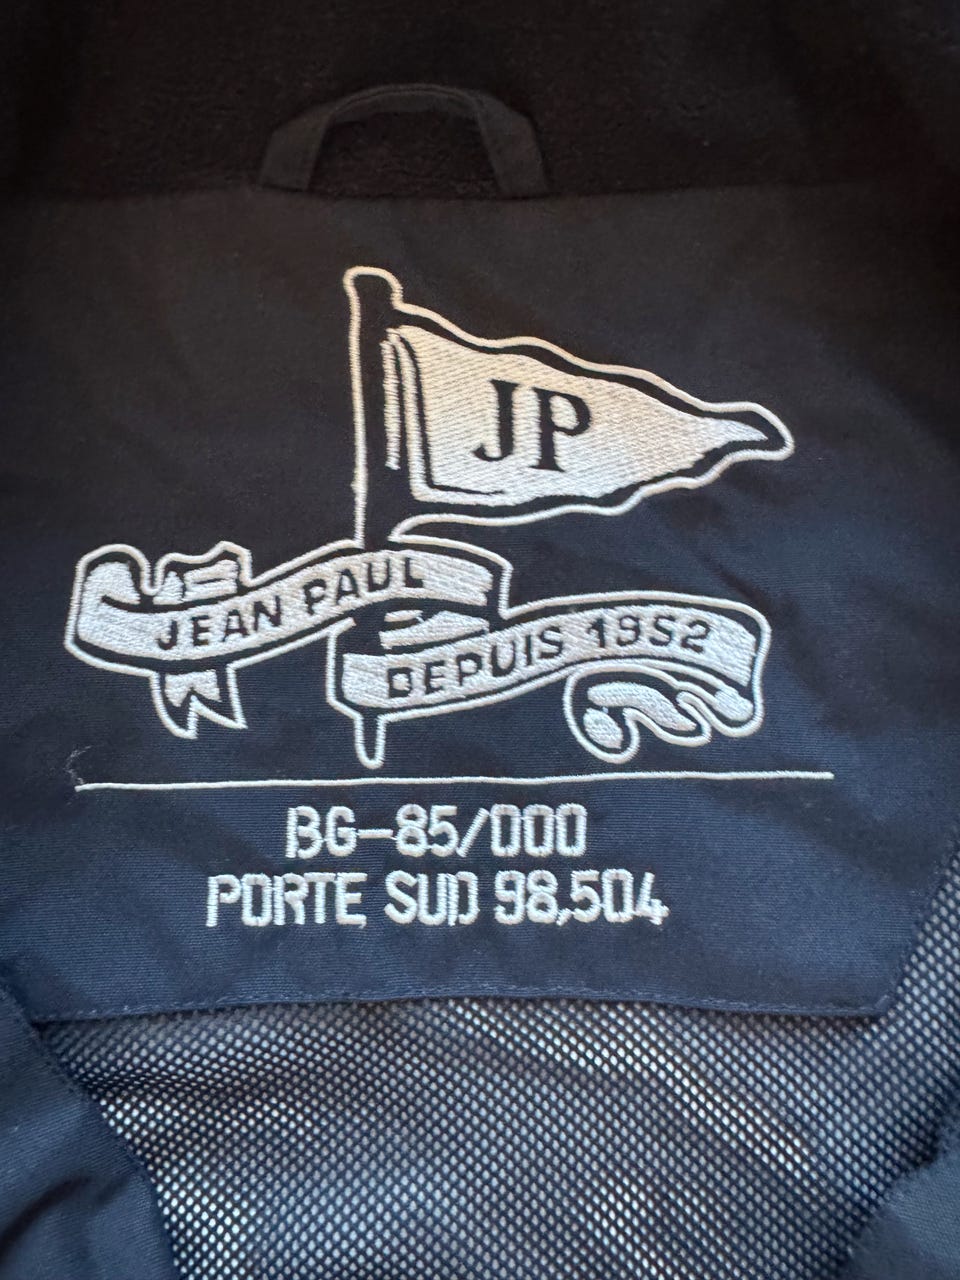 JP
JEAN PAUL
DEPUIS 1952
BG-85/000
PORTE SUD 98,504